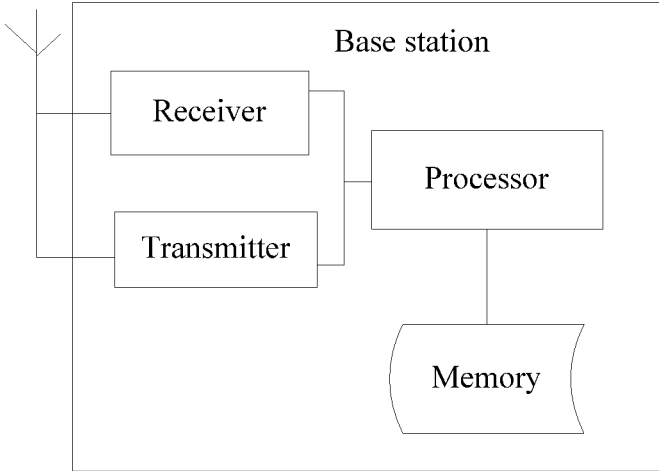 Base station
Receiver
Processor
Transmitter
Memory